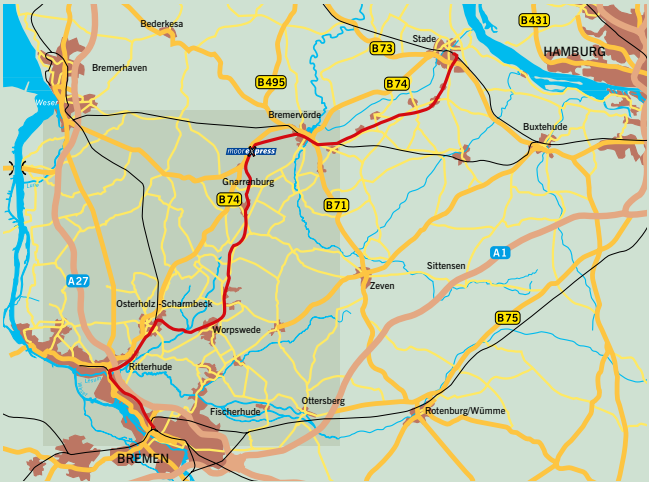 B431
Bederkesa
Stade
B73
HAMBURG
Bremerhaven
B495
B74
Weser
Bremervörde
Buxtehude
moorexpress
Gnarrenburg
B74
B71
A1
Sittensen
A27
Zeven
Osterholz-Scharmbeck
B75
Worpswede
Ritterhude
Ottersberg
Fischerhude
Rotenburg/Wümme
BREMEN